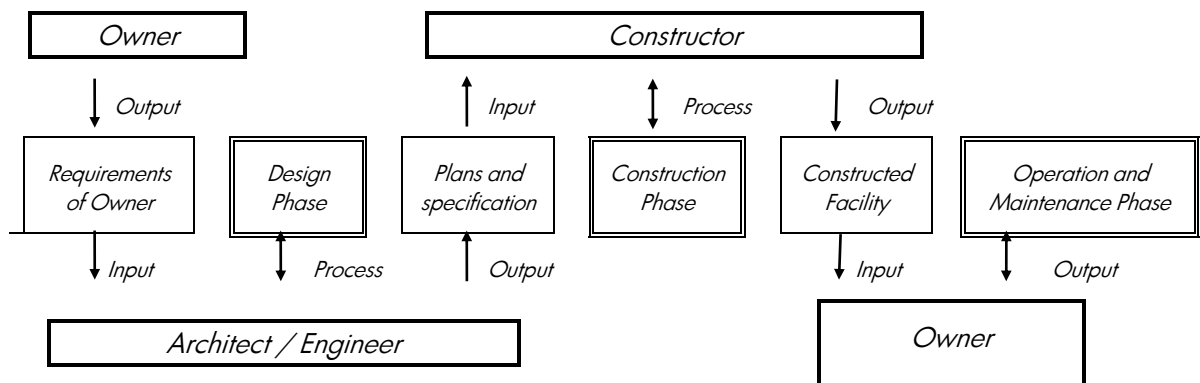 Owner
Constructor
Output
Input
Process
Output
Requirements
of Owner
Design
Phase
Plans and
specification
Construction
Phase
Constructed
Facility
Operation and
Maintenance Phase
Input
Process
Output
Input
Output
Architect / Engineer
Owner